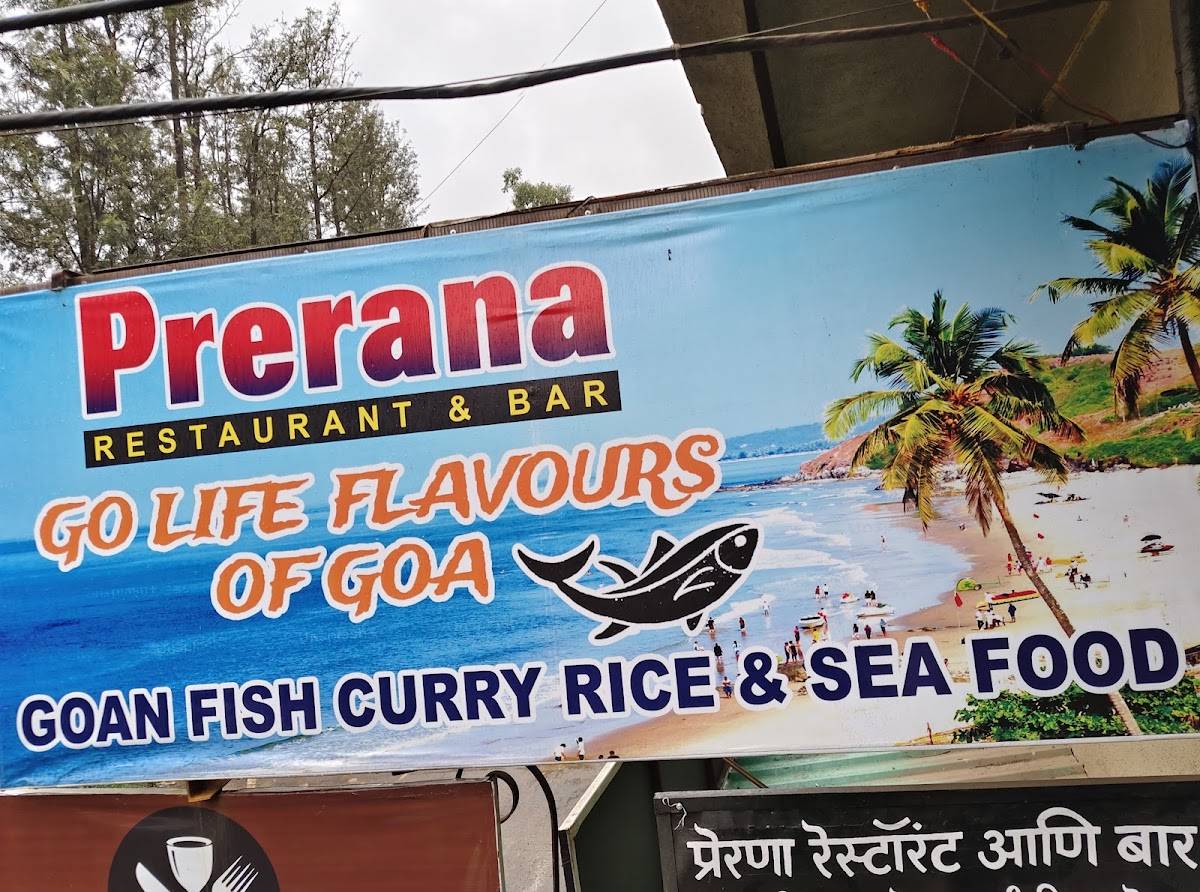 Prerana
RESTAURANT & BAR
GO LIFE FLAVOURS
OF GOA
GOAN FISH CURRY RICE & SEA FOOD
प्रेरणा रेस्टॉरंट आणि बार